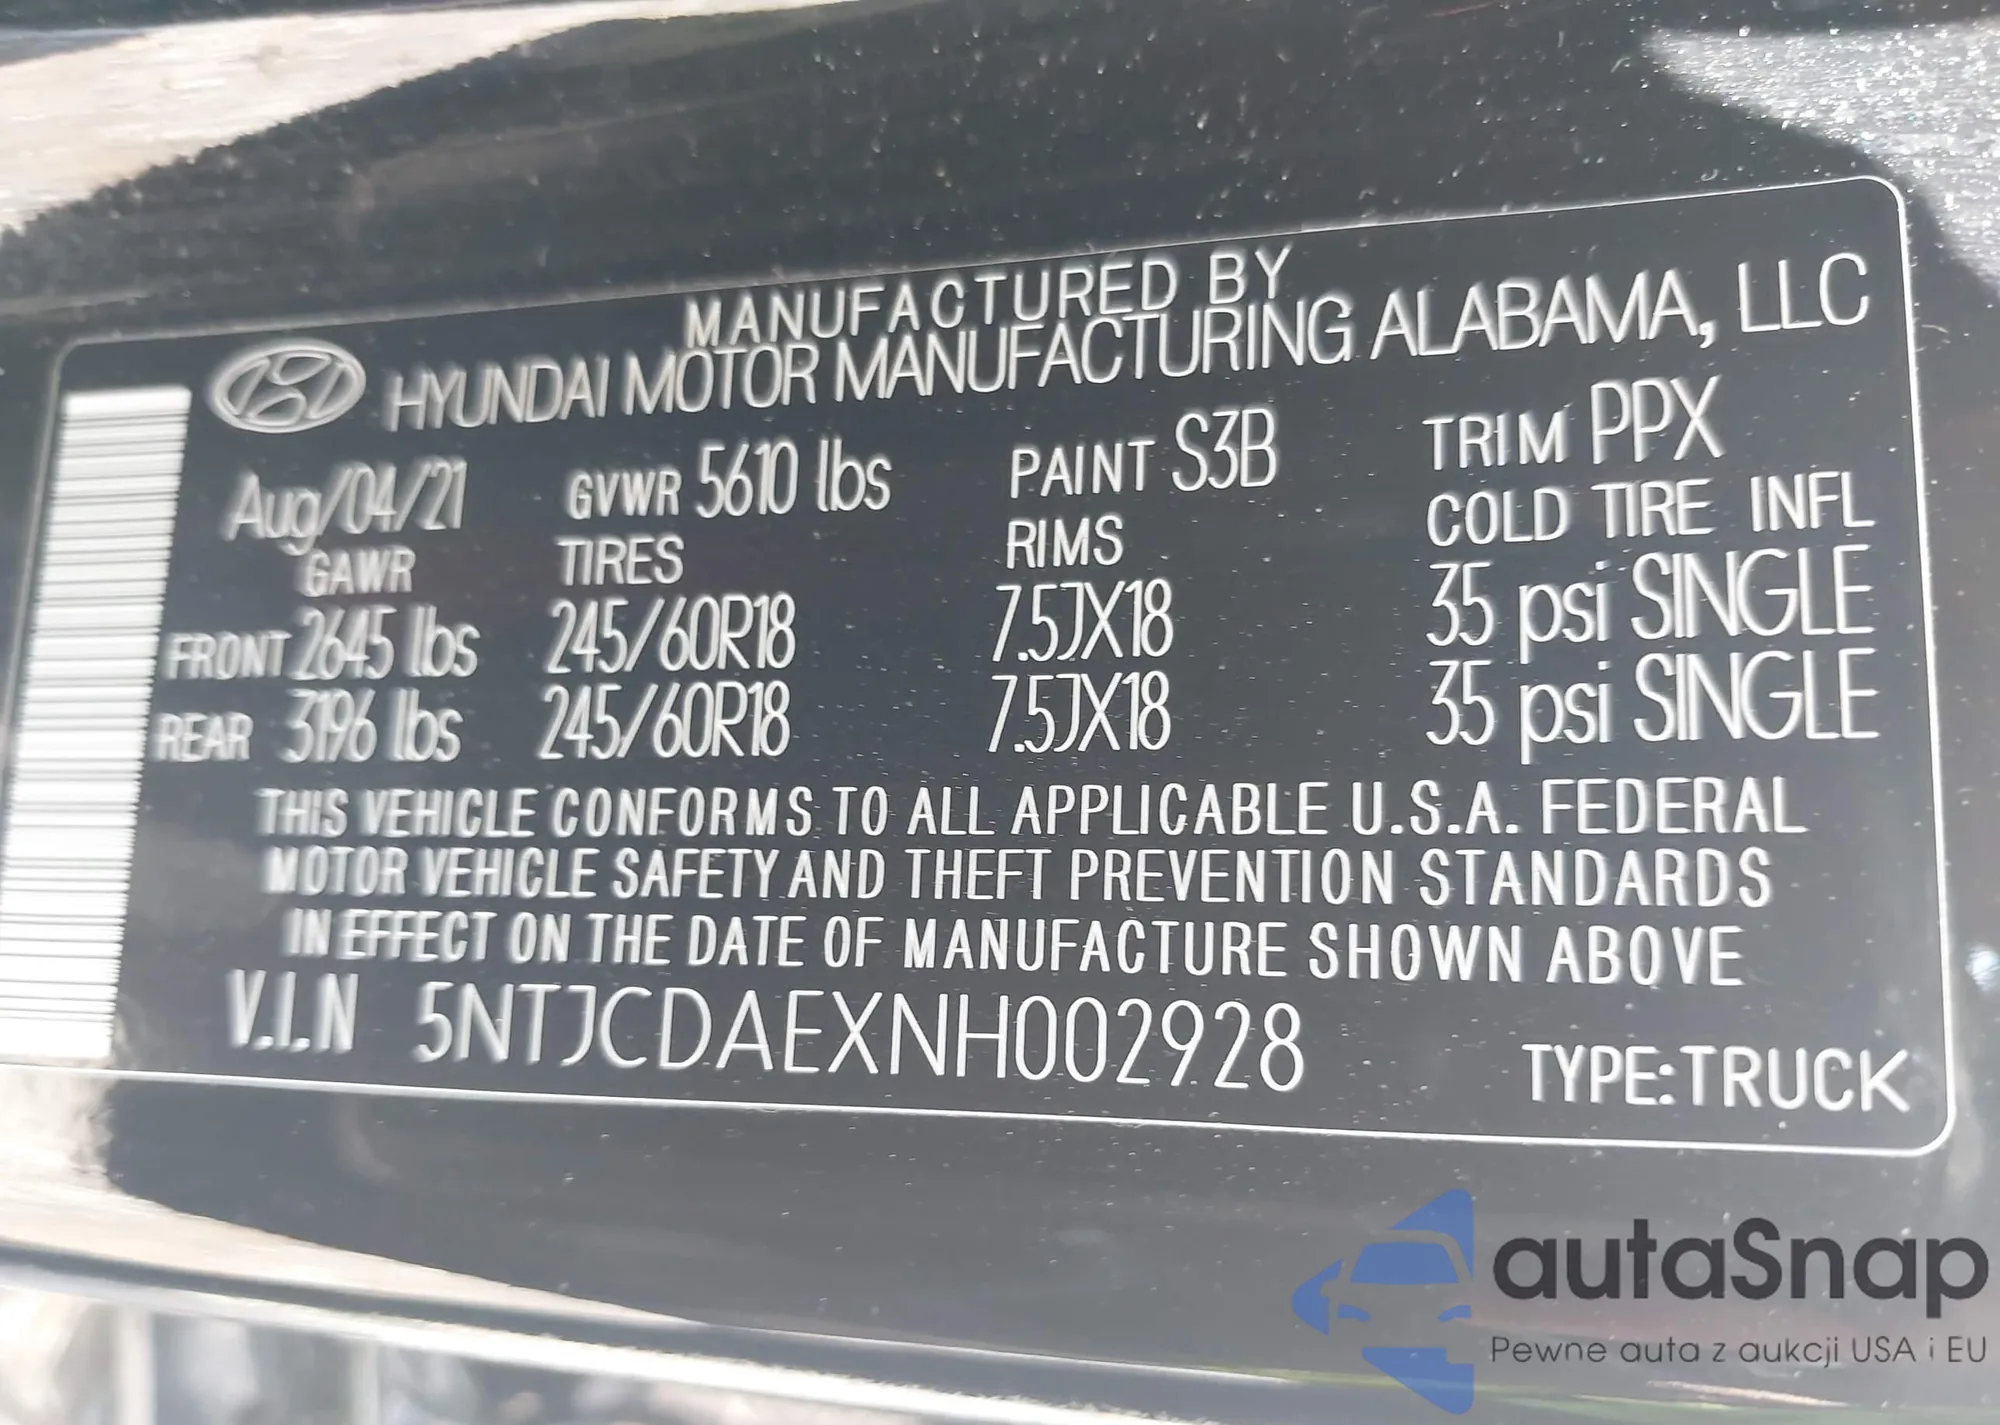 MANUFACTURED BY
HYUNDAI MOTOR MANUFACTURING ALABAMA, LLC
Aug/04/21 GVWR 5610 lbs PAINT S3B TRIM PPX
GAWR TIRES RIMS COLD TIRE INFL
FRONT 2645 lbs 245/60R18 7.5JX18 35 psi SINGLE
REAR 3196 lbs 245/60R18 7.5JX18 35 psi SINGLE
THIS VEHICLE CONFORMS TO ALL APPLICABLE U.S.A. FEDERAL
MOTOR VEHICLE SAFETY AND THEFT PREVENTION STANDARDS
IN EFFECT ON THE DATE OF MANUFACTURE SHOWN ABOVE
V.I.N 5NTJCDAEXNH002928
TYPE:TRUCK
autaSnap
Pewne auta z aukcji USA i EU